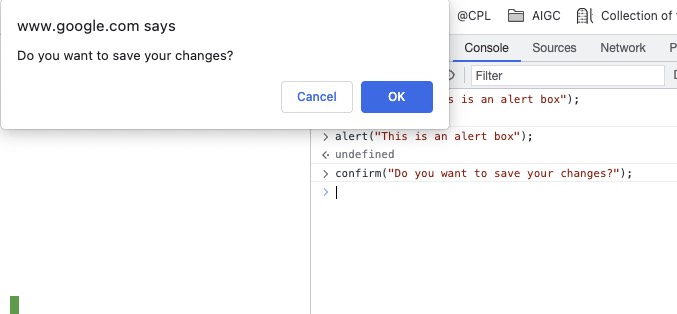 www.google.com says
Do you want to save your changes?
Cancel
OK
@CPL AIGC Collection of
Console Sources Network
Filter
is an alert box");
alert("This is an alert box");
undefined
confirm("Do you want to save your changes?");